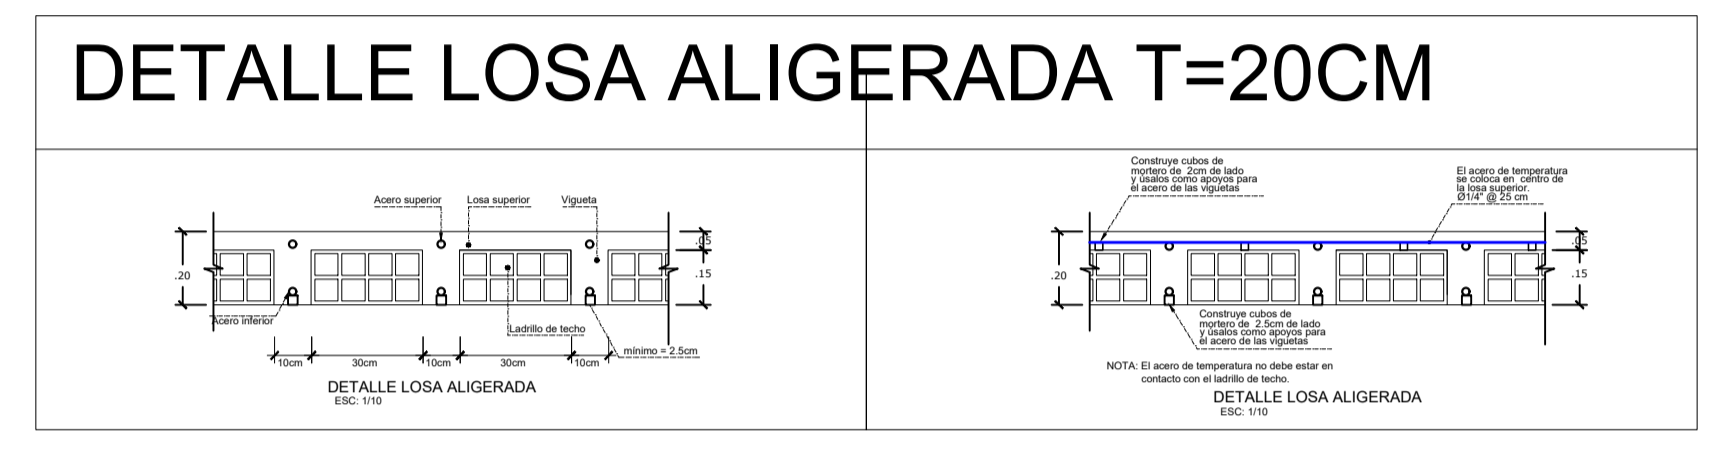 DETALLE LOSA ALIGERADA T=20CM
Acero superior
Losa superior
Vigueta
.05
.20
.15
Acero inferior
Ladrillo de techo
mínimo = 2.5cm
10cm
30cm
10cm
30cm
10cm
DETALLE LOSA ALIGERADA
ESC: 1/10
Construye cubos de
mortero de 2cm de lado
y úsalos como apoyos para
el acero de las viguetas
El acero de temperatura
se coloca en centro de
la losa superior.
Ø1/4" @ 25 cm
.05
.20
.15
Construye cubos de
mortero de 2.5cm de lado
y úsalos como apoyos para
el acero de las viguetas
NOTA: El acero de temperatura no debe estar en
contacto con el ladrillo de techo.
DETALLE LOSA ALIGERADA
ESC: 1/10